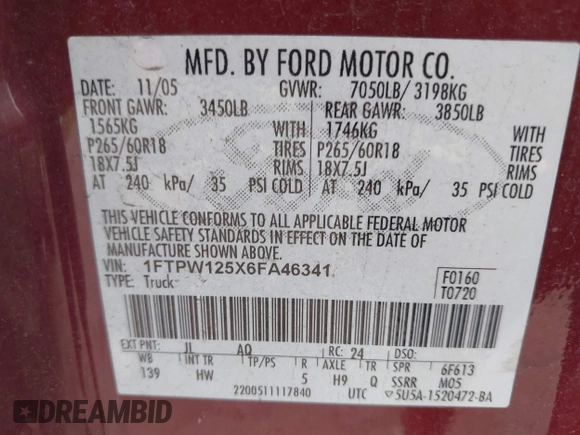 MFD. BY FORD MOTOR CO.
DATE: 11/05 GVWR: 7050LB/ 3198KG
FRONT GAWR: 3450LB REAR GAWR: 3850LB
1565KG WITH 1746KG WITH
P265/60R18 TIRES P265/60R18 TIRES
18X7.5J RIMS 18X7.5J RIMS
AT 240 kPa/ 35 PSI COLD AT 240 kPa/ 35 PSI COLD
THIS VEHICLE CONFORMS TO ALL APPLICABLE FEDERAL MOTOR
VEHICLE SAFETY STANDARDS IN EFFECT ON THE DATE OF
MANUFACTURE SHOWN ABOVE.
VIN: 1FTPW125X6FA46341
TYPE: Truck
F0160
T0720
EXT PNT: JL AQ RC: 24 DSO:
WB INT TR TP/PS R AXLE TR SPR 6F613
139 HW 5 H9 Q SSRR M05
2200511117840 UTC 5U5A-1520472-BA
DREAMBID